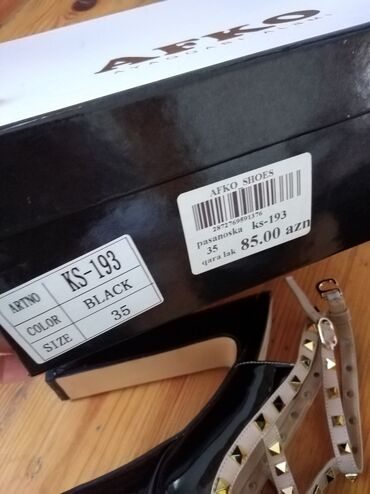 AFKO
AFKO SHOES
2872769591376
pasanoska ks-193
35
qara lak 85.00 azn
ARTNO KS-193
COLOR BLACK
SIZE 35